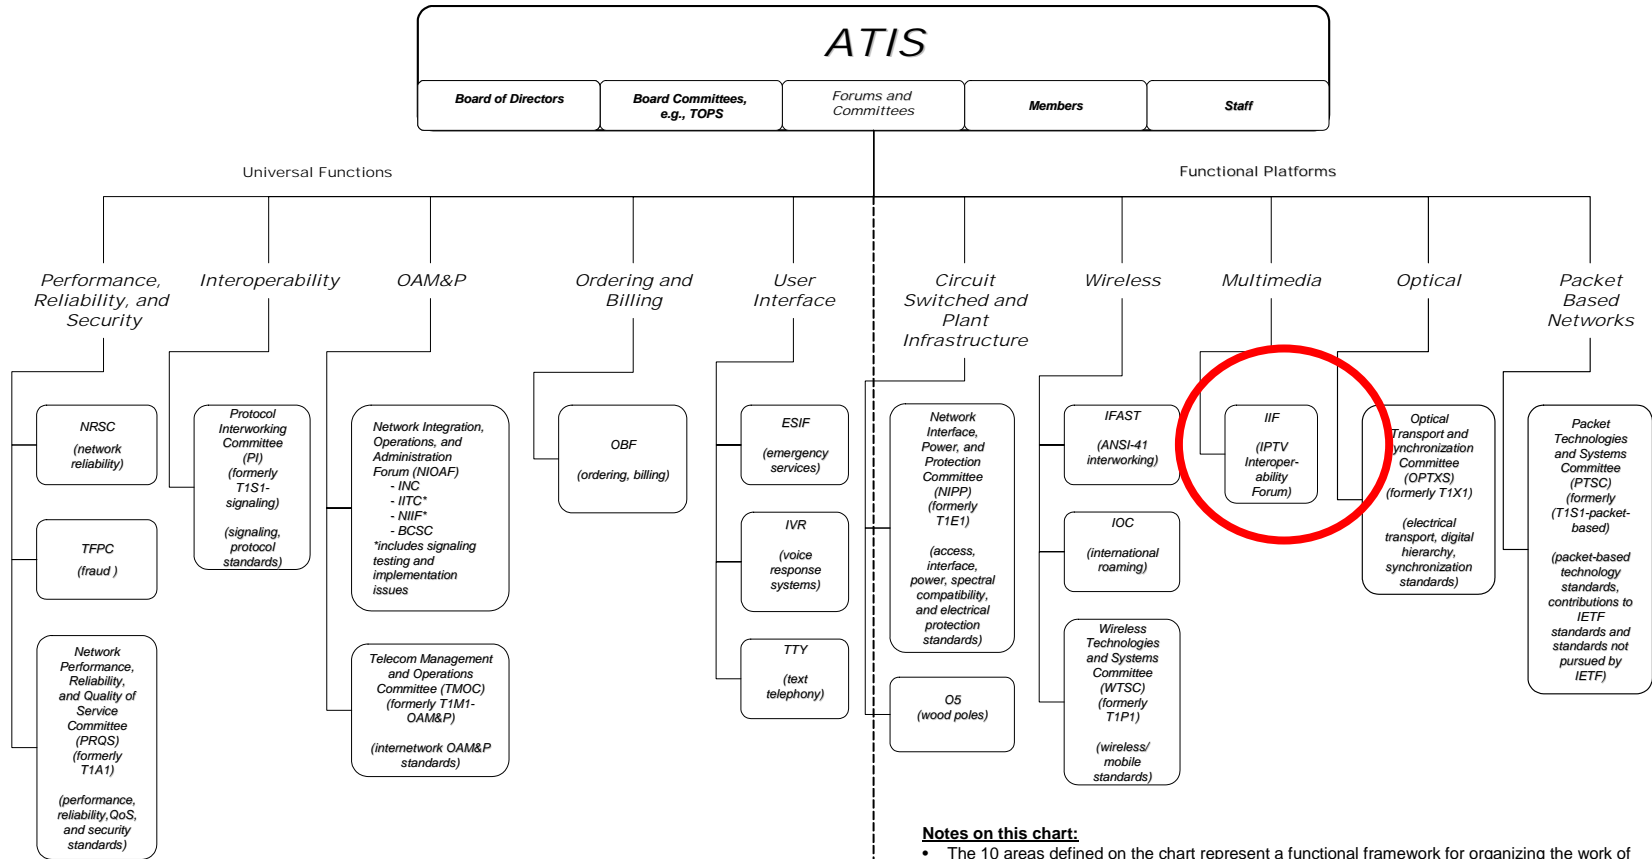 ATIS
Board of Directors
Board Committees,
e.g., TOPS
Forums and
Committees
Members
Staff
Universal Functions
Functional Platforms
Performance,
Reliability, and
Security
Interoperability
OAM&P
Ordering and
Billing
User
Interface
Circuit
Switched and
Plant
Infrastructure
Wireless
Multimedia
Optical
Packet
Based
Networks
NRSC
(network
reliability)
TFPC
(fraud )
Network
Performance,
Reliability,
and Quality of
Service
Committee
(PRQS)
(formerly
T1A1)
(performance,
reliability,QoS,
and security
standards)
Protocol
Interworking
Committee
(PI)
(formerly
T1S1-
signaling)
(signaling,
protocol
standards)
Network Integration,
Operations, and
Administration
Forum (NIOAF)
- INC
- IITC*
- NIIF*
- BCSC
*includes signaling
testing and
implementation
issues
Telecom Management
and Operations
Committee (TMOC)
(formerly T1M1-
OAM&P)
(internetwork OAM&P
standards)
OBF
(ordering, billing)
ESIF
(emergency
services)
IVR
(voice
response
systems)
TTY
(text
telephony)
Network
Interface,
Power, and
Protection
Committee
(NIPP)
(formerly
T1E1)
(access,
interface,
power, spectral
compatibility,
and electrical
protection
standards)
O5
(wood poles)
IFAST
(ANSI-41
interworking)
IOC
(international
roaming)
Wireless
Technologies
and Systems
Committee
(WTSC)
(formerly
T1P1)
(wireless/
mobile
standards)
IIF
(IPTV
Interoper-
ability
Forum)
Optical
Transport and
Synchronization
Committee
(OPTXS)
(formerly T1X1)
(electrical
transport, digital
hierarchy,
synchronization
standards)
Packet
Technologies
and Systems
Committee
(PTSC)
(formerly
(T1S1-packet-
based)
(packet-based
technology
standards,
contributions to
IETF
standards and
standards not
pursued by
IETF)
Notes on this chart:
• The 10 areas defined on the chart represent a functional framework for organizing the work of